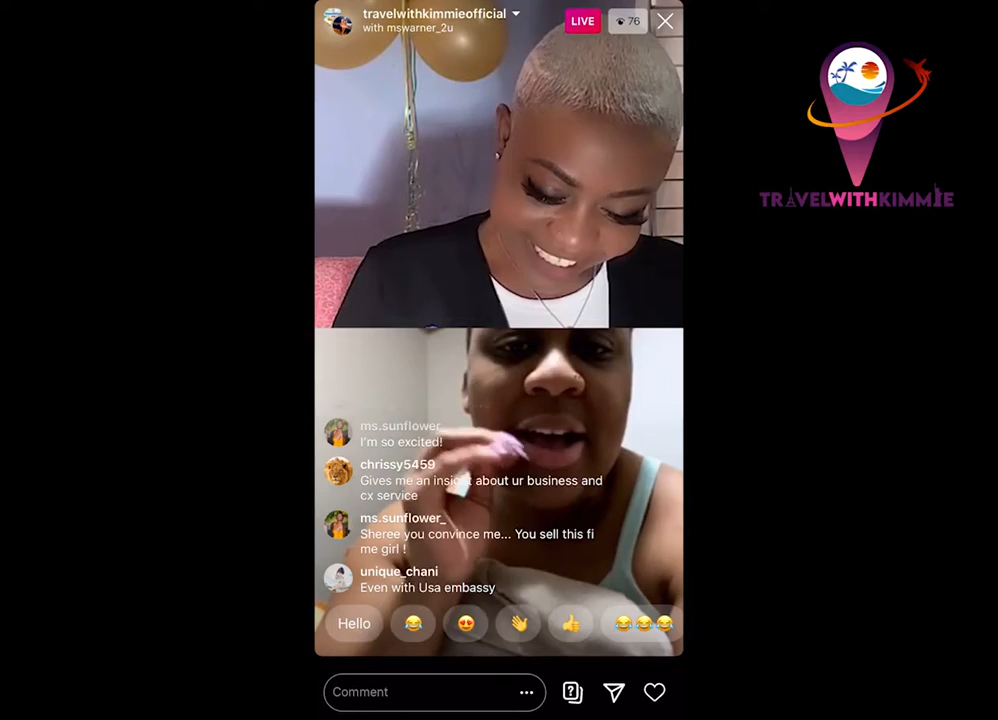 travelwithkimmieofficial
with mswarner_2u
LIVE
76
TRAVELWITHKIMMIE
ms.sunflower_
I'm so excited!
chrissy5459
Gives me an insight about ur business and
cx service
ms.sunflower_
Sheree you convince me... You sell this fi
me girl !
unique_chani
Even with Usa embassy
Hello
Comment